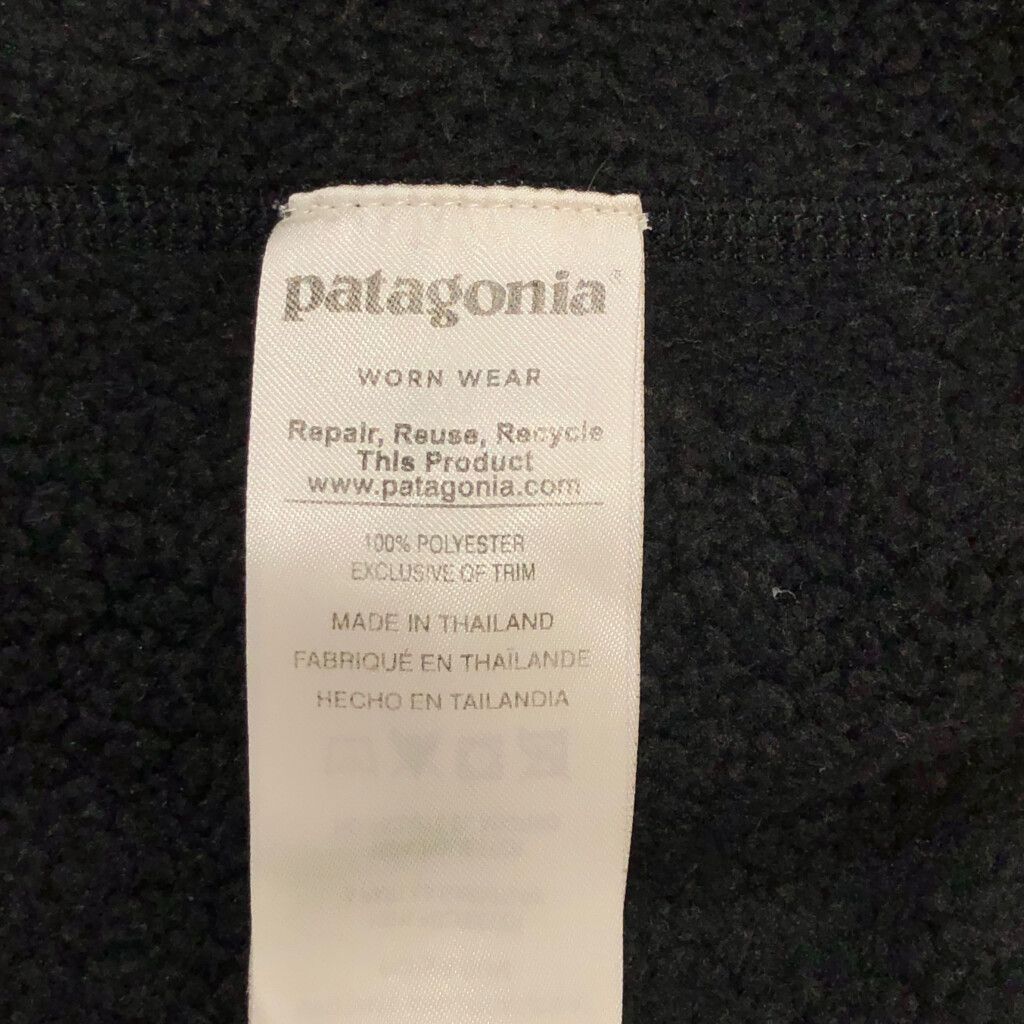 patagonia®
WORN WEAR
Repair, Reuse, Recycle
This Product
www.patagonia.com
100% POLYESTER
EXCLUSIVE OF TRIM
MADE IN THAILAND
FABRIQUÉ EN THAÏLANDE
HECHO EN TAILANDIA